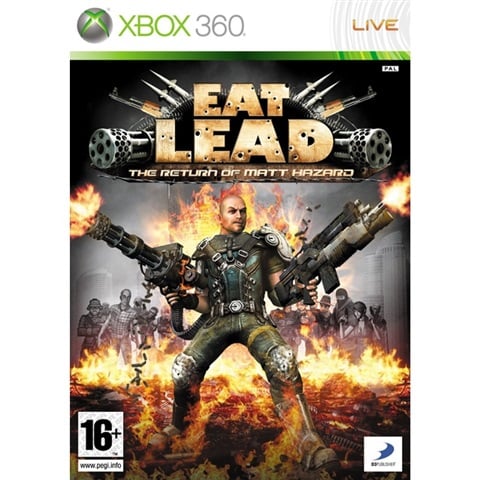 XBOX 360
LIVE
PAL
EAT
LEAD
THE RETURN OF MATT HAZARD
16+
www.pegi.info
D3PUBLISHER